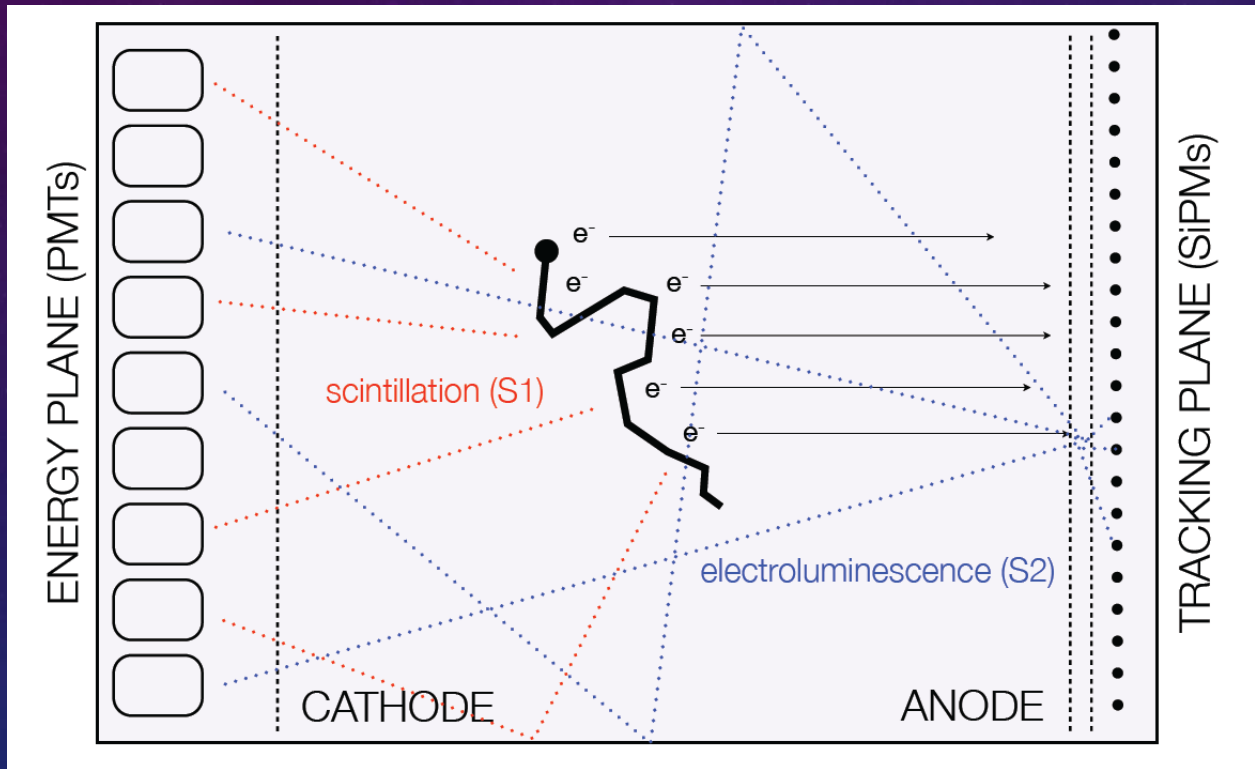 ENERGY PLANE (PMTs)
e⁻
e⁻
e⁻
e⁻
e⁻
e⁻
scintillation (S1)
electroluminescence (S2)
CATHODE
ANODE
TRACKING PLANE (SiPMs)